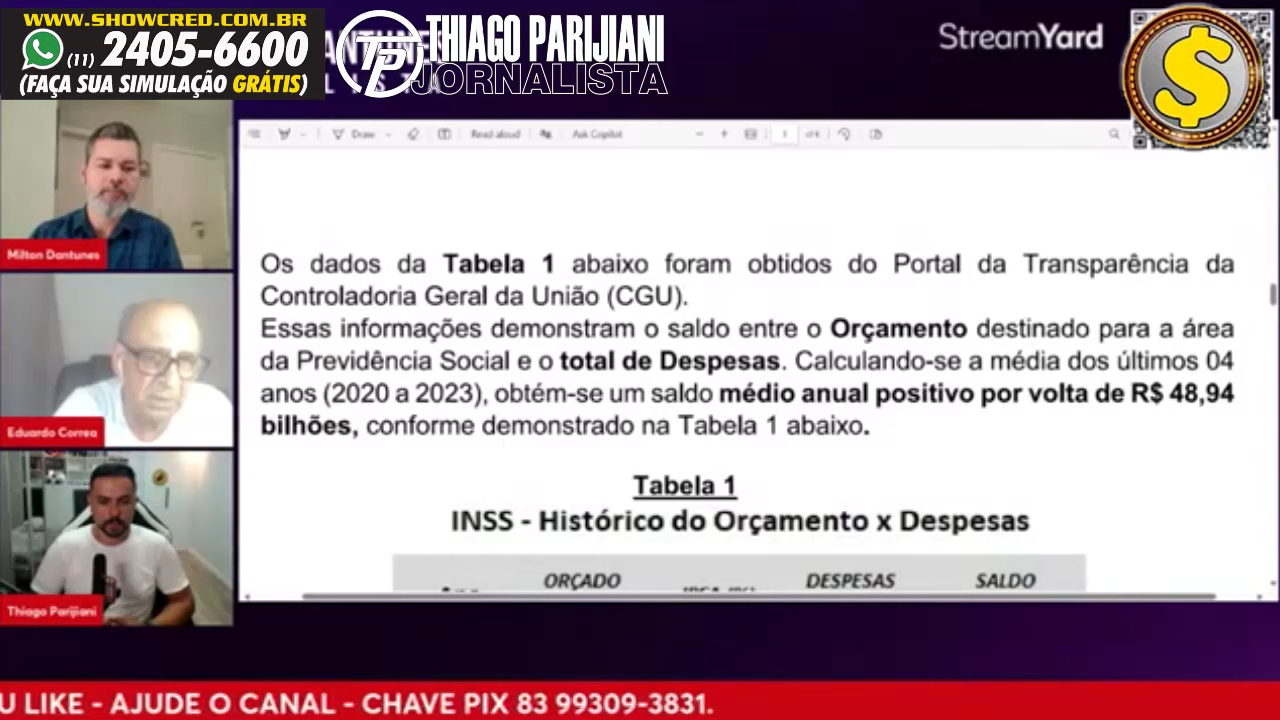 WWW.SHOWCRED.COM.BR
(11) 2405-6600
(FAÇA SUA SIMULAÇÃO GRÁTIS)
TP THIAGO PARIJIANI
JORNALISTA
StreamYard
Draw
Read aloud
Ask Copilot
Milton Dantunes
Eduardo Correa
Thiago Parijiani
Os dados da Tabela 1 abaixo foram obtidos do Portal da Transparência da
Controladoria Geral da União (CGU).
Essas informações demonstram o saldo entre o Orçamento destinado para a área
da Previdência Social e o total de Despesas. Calculando-se a média dos últimos 04
anos (2020 a 2023), obtém-se um saldo médio anual positivo por volta de R$ 48,94
bilhões, conforme demonstrado na Tabela 1 abaixo.
Tabela 1
INSS - Histórico do Orçamento x Despesas
ORÇADO DESPESAS SALDO
U LIKE - AJUDE O CANAL - CHAVE PIX 83 99309-3831.